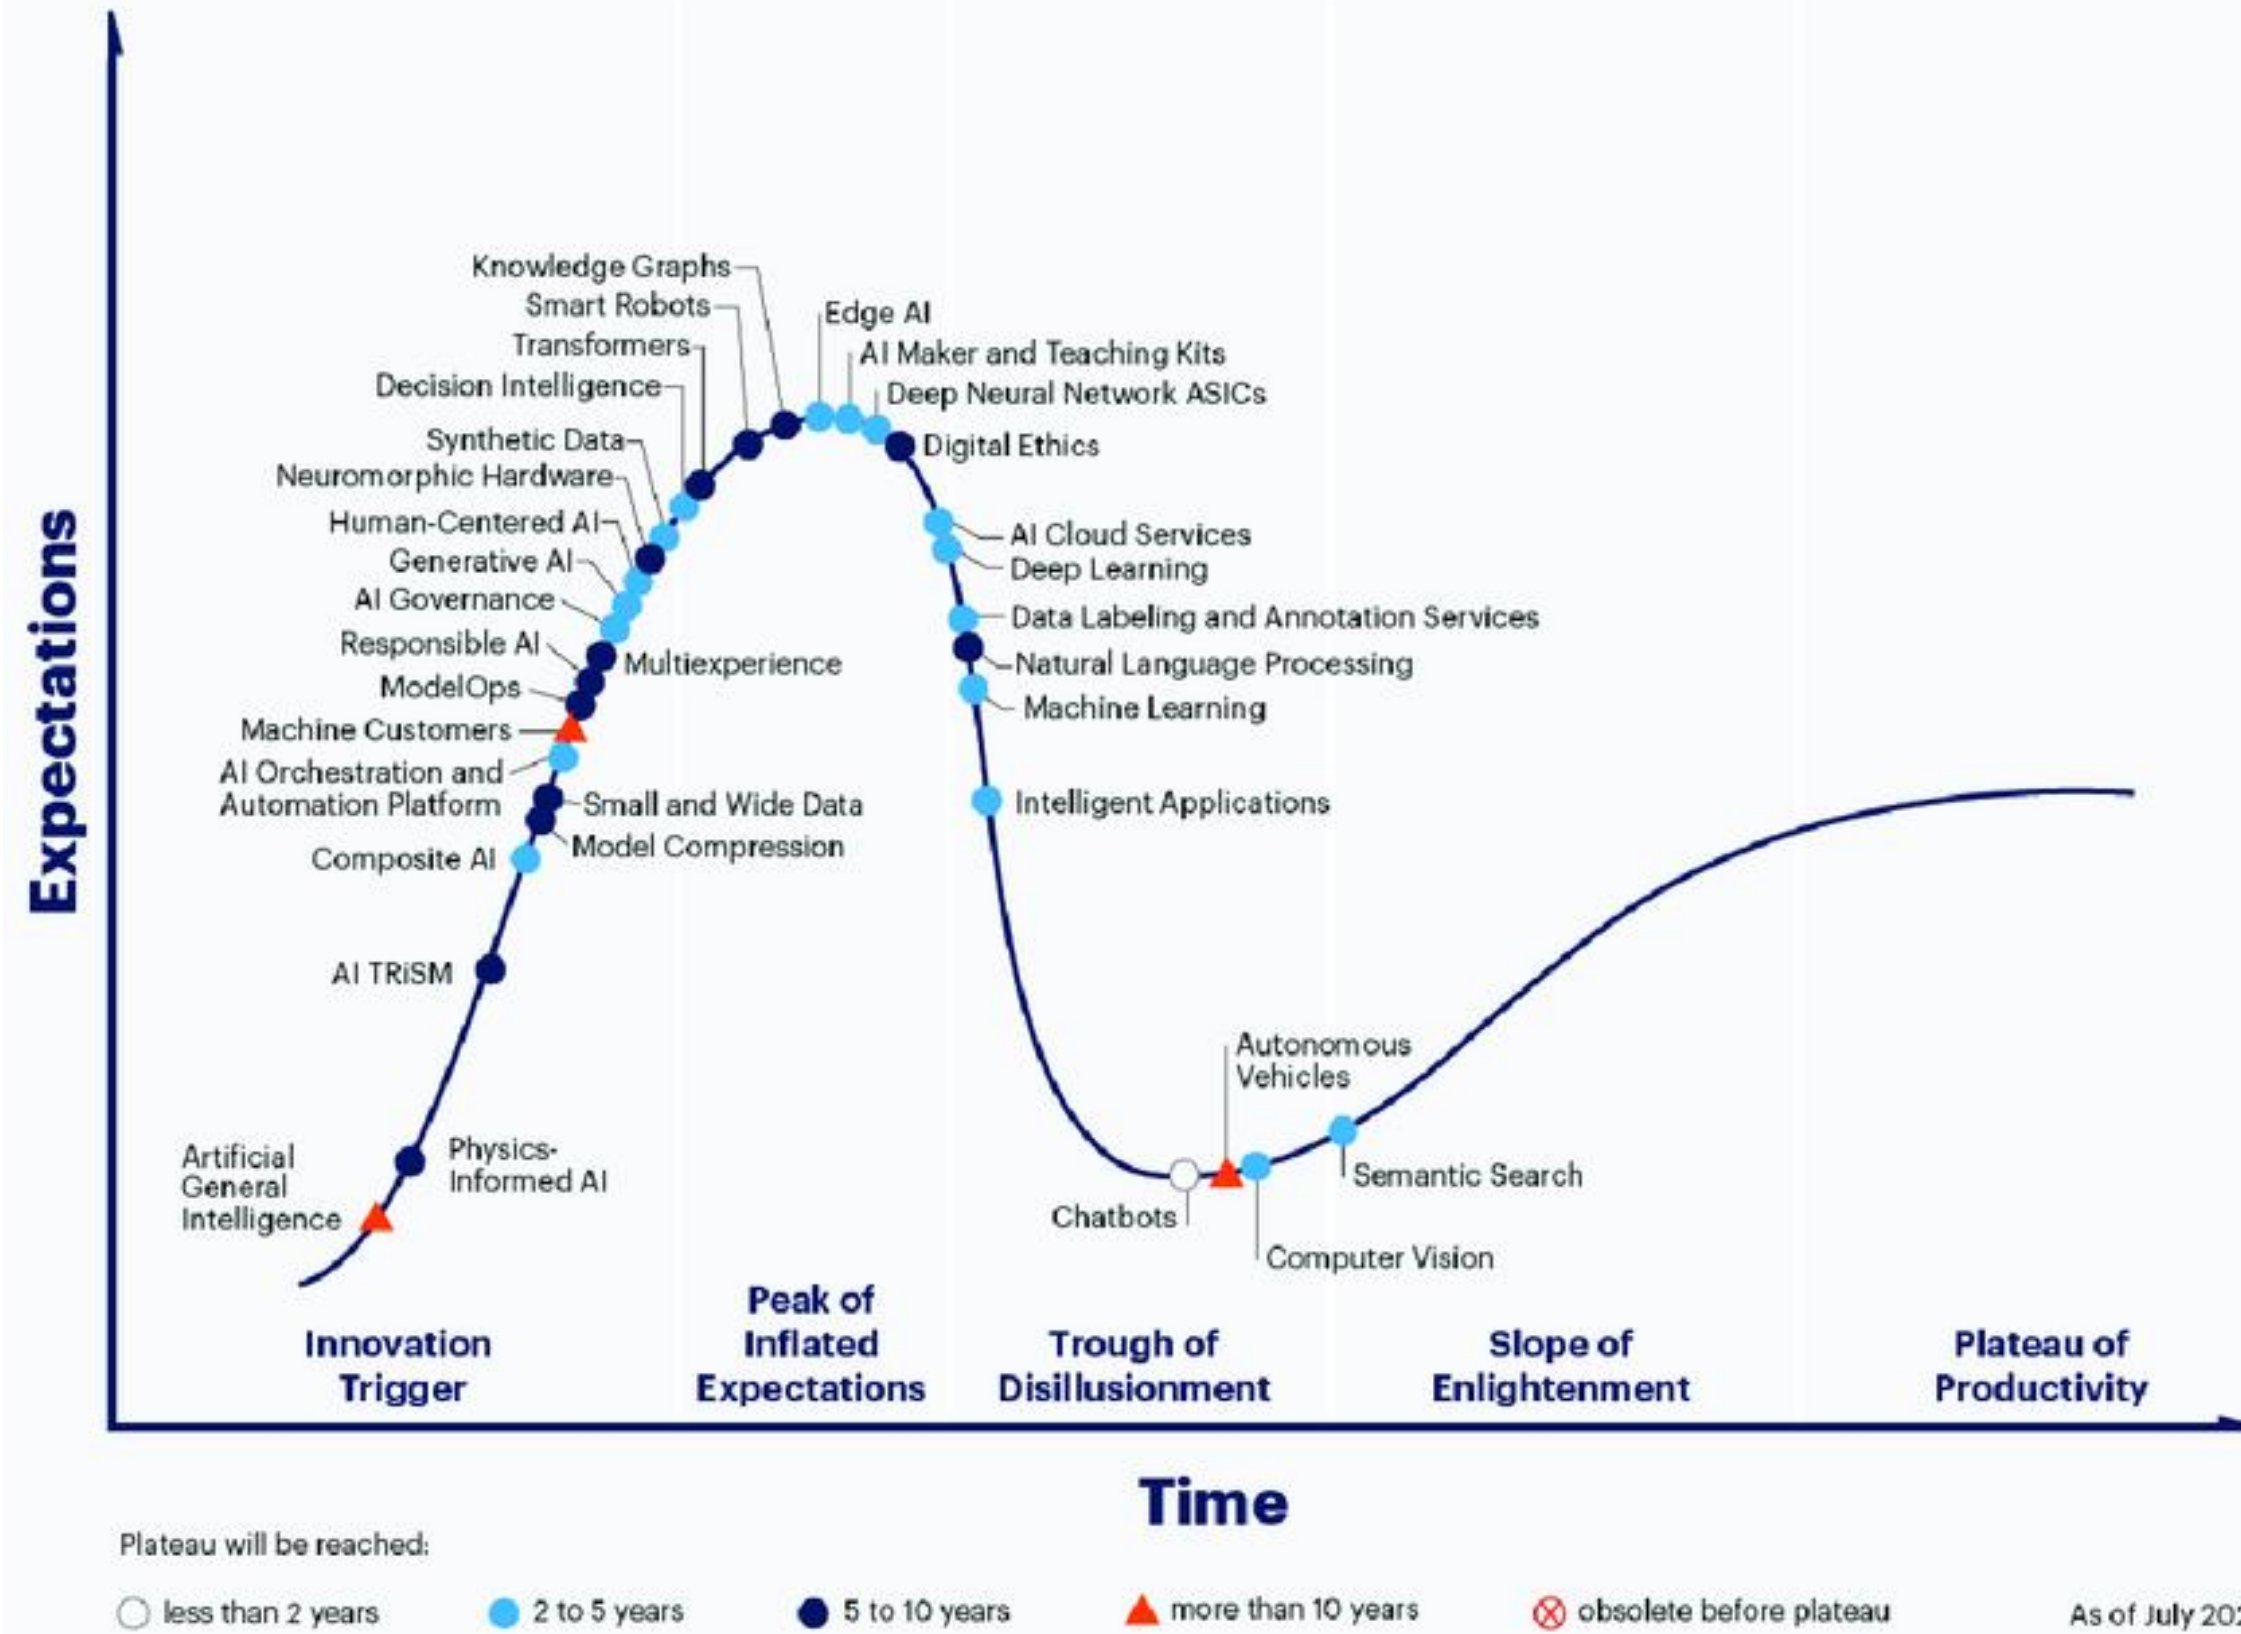 Expectations
Knowledge Graphs
Smart Robots
Transformers
Decision Intelligence
Synthetic Data
Neuromorphic Hardware
Human-Centered AI
Generative AI
AI Governance
Responsible AI
Multiexperience
ModelOps
Machine Customers
AI Orchestration and
Automation Platform
Small and Wide Data
Model Compression
Composite AI
AI TRiSM
Physics-
Informed AI
Artificial
General
Intelligence
Edge AI
AI Maker and Teaching Kits
Deep Neural Network ASICs
Digital Ethics
AI Cloud Services
Deep Learning
Data Labeling and Annotation Services
Natural Language Processing
Machine Learning
Intelligent Applications
Autonomous
Vehicles
Chatbots
Computer Vision
Semantic Search
Innovation
Trigger
Peak of
Inflated
Expectations
Trough of
Disillusionment
Slope of
Enlightenment
Plateau of
Productivity
Time
Plateau will be reached:
less than 2 years
2 to 5 years
5 to 10 years
more than 10 years
obsolete before plateau
As of July